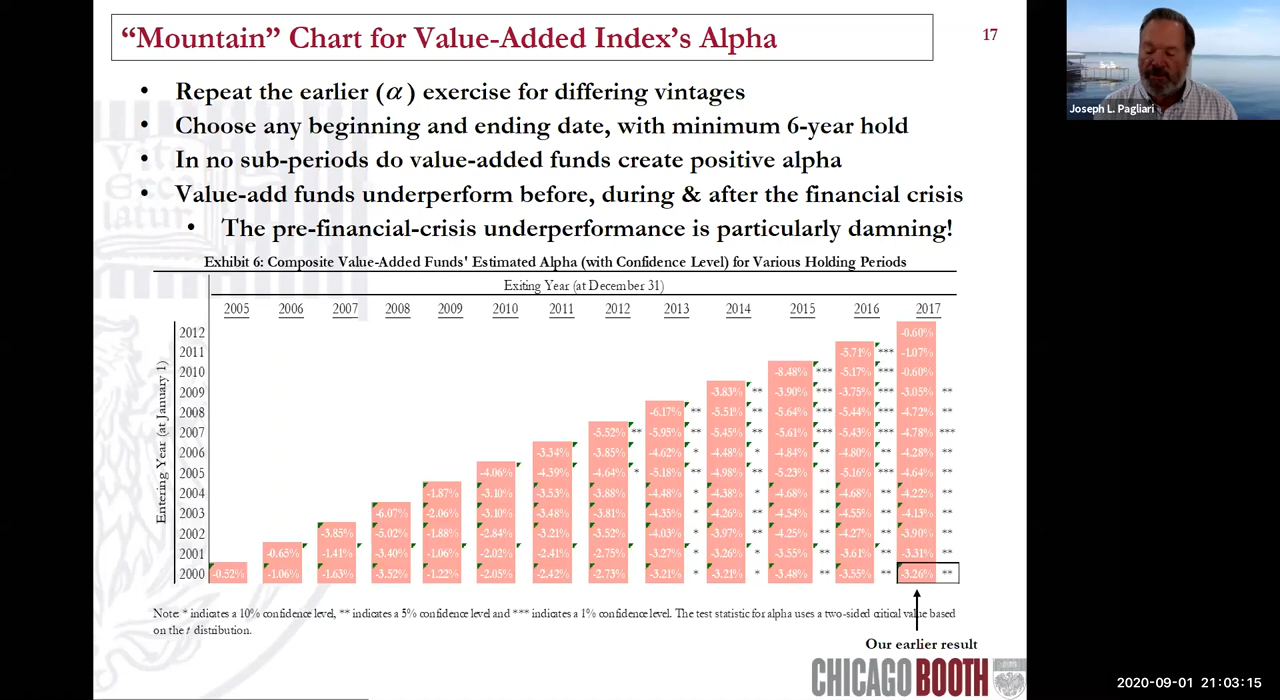 “Mountain” Chart for Value-Added Index’s Alpha
17
• Repeat the earlier (α) exercise for differing vintages
• Choose any beginning and ending date, with minimum 6-year hold
• In no sub-periods do value-added funds create positive alpha
• Value-add funds underperform before, during & after the financial crisis
• The pre-financial-crisis underperformance is particularly damning!
Exhibit 6: Composite Value-Added Funds' Estimated Alpha (with Confidence Level) for Various Holding Periods
Exiting Year (at December 31)
2005 2006 2007 2008 2009 2010 2011 2012 2013 2014 2015 2016 2017
Entering Year (at January 1)
2012 -0.60%
2011 -5.71% *** -1.07%
2010 -8.48% *** -5.17% *** -0.60%
2009 -3.83% ** -3.90% *** -3.75% *** -3.05% **
2008 -6.17% ** -5.51% ** -5.64% *** -5.44% *** -4.72% **
2007 -5.52% ** -5.95% ** -5.45% ** -5.61% *** -5.43% *** -4.78% ***
2006 -3.34% -3.85% -4.62% * -4.48% * -4.84% ** -4.80% ** -4.28% **
2005 -4.06% -4.39% -4.64% * -5.18% ** -4.98% ** -5.23% ** -5.16% *** -4.64% **
2004 -1.87% -3.10% -3.53% -3.88% -4.48% * -4.38% * -4.68% ** -4.68% ** -4.22% **
2003 -6.07% -2.06% -3.10% -3.48% -3.81% -4.35% * -4.26% ** -4.54% ** -4.55% ** -4.13% **
2002 -3.85% -5.02% -1.88% -2.84% -3.21% -3.52% -4.03% * -3.97% ** -4.25% ** -4.27% ** -3.90% **
2001 -0.65% -1.41% -3.40% -1.06% -2.02% -2.41% -2.75% -3.27% * -3.26% * -3.55% ** -3.61% ** -3.31% **
2000 -0.52% -1.06% -1.63% -3.52% -1.22% -2.05% -2.42% -2.73% -3.21% * -3.21% * -3.48% ** -3.55% ** -3.26% **
Note: * indicates a 10% confidence level, ** indicates a 5% confidence level and *** indicates a 1% confidence level. The test statistic for alpha uses a two-sided critical value based
on the t distribution.
Our earlier result
CHICAGO BOOTH
Joseph L. Pagliari
2020-09-01 21:03:15
Vita
Excolatur